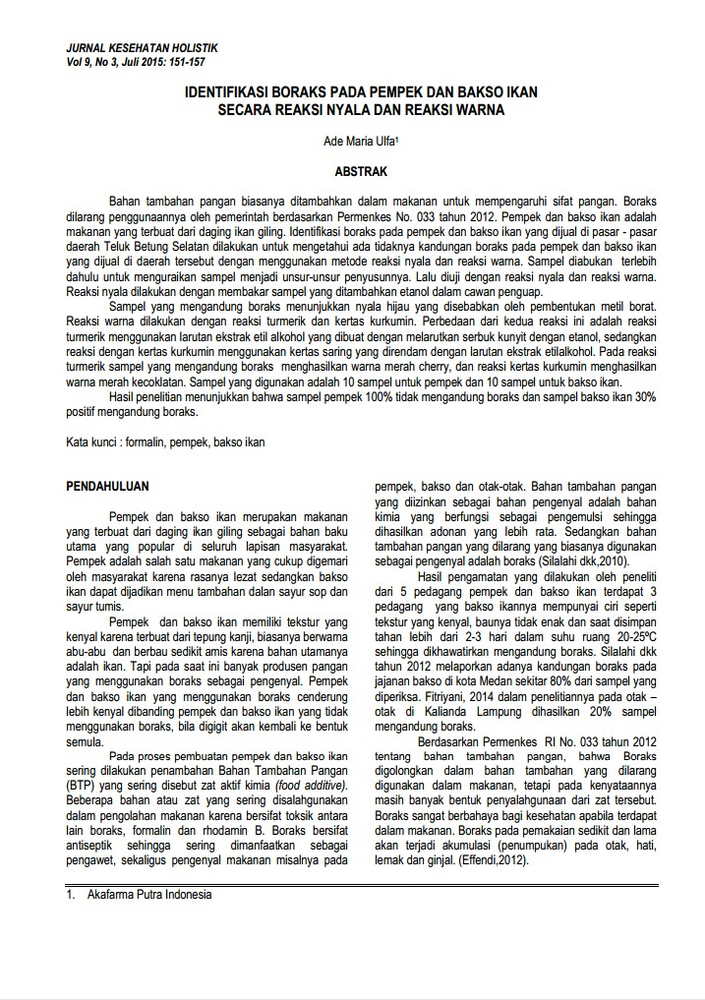 JURNAL KESEHATAN HOLISTIK
Vol 9, No 3, Juli 2015: 151-157
IDENTIFIKASI BORAKS PADA PEMPEK DAN BAKSO IKAN
SECARA REAKSI NYALA DAN REAKSI WARNA
Ade Maria Ulfa¹
ABSTRAK
Bahan tambahan pangan biasanya ditambahkan dalam makanan untuk mempengaruhi sifat pangan. Boraks
dilarang penggunaannya oleh pemerintah berdasarkan Permenkes No. 033 tahun 2012. Pempek dan bakso ikan adalah
makanan yang terbuat dari daging ikan giling. Identifikasi boraks pada pempek dan bakso ikan yang dijual di pasar - pasar
daerah Teluk Betung Selatan dilakukan untuk mengetahui ada tidaknya kandungan boraks pada pempek dan bakso ikan
yang dijual di daerah tersebut dengan menggunakan metode reaksi nyala dan reaksi warna. Sampel diabukan terlebih
dahulu untuk menguraikan sampel menjadi unsur-unsur penyusunnya. Lalu diuji dengan reaksi nyala dan reaksi warna.
Reaksi nyala dilakukan dengan membakar sampel yang ditambahkan etanol dalam cawan penguap.
Sampel yang mengandung boraks menunjukkan nyala hijau yang disebabkan oleh pembentukan metil borat.
Reaksi warna dilakukan dengan reaksi turmerik dan kertas kurkumin. Perbedaan dari kedua reaksi ini adalah reaksi
turmerik menggunakan larutan ekstrak etil alkohol yang dibuat dengan melarutkan serbuk kunyit dengan etanol, sedangkan
reaksi dengan kertas kurkumin menggunakan kertas saring yang direndam dengan larutan ekstrak etilalkohol. Pada reaksi
turmerik sampel yang mengandung boraks menghasilkan warna merah cherry, dan reaksi kertas kurkumin menghasilkan
warna merah kecoklatan. Sampel yang digunakan adalah 10 sampel untuk pempek dan 10 sampel untuk bakso ikan.
Hasil penelitian menunjukkan bahwa sampel pempek 100% tidak mengandung boraks dan sampel bakso ikan 30%
positif mengandung boraks.
Kata kunci : formalin, pempek, bakso ikan
PENDAHULUAN
Pempek dan bakso ikan merupakan makanan
yang terbuat dari daging ikan giling sebagai bahan baku
utama yang popular di seluruh lapisan masyarakat.
Pempek adalah salah satu makanan yang cukup digemari
oleh masyarakat karena rasanya lezat sedangkan bakso
ikan dapat dijadikan menu tambahan dalan sayur sop dan
sayur tumis.
Pempek dan bakso ikan memiliki tekstur yang
kenyal karena terbuat dari tepung kanji, biasanya berwarna
abu-abu dan berbau sedikit amis karena bahan utamanya
adalah ikan. Tapi pada saat ini banyak produsen pangan
yang menggunakan boraks sebagai pengenyal. Pempek
dan bakso ikan yang menggunakan boraks cenderung
lebih kenyal dibanding pempek dan bakso ikan yang tidak
menggunakan boraks, bila digigit akan kembali ke bentuk
semula.
Pada proses pembuatan pempek dan bakso ikan
sering dilakukan penambahan Bahan Tambahan Pangan
(BTP) yang sering disebut zat aktif kimia (food additive).
Beberapa bahan atau zat yang sering disalahgunakan
dalam pengolahan makanan karena bersifat toksik antara
lain boraks, formalin dan rhodamin B. Boraks bersifat
antiseptik sehingga sering dimanfaatkan sebagai
pengawet, sekaligus pengenyal makanan misalnya pada
pempek, bakso dan otak-otak. Bahan tambahan pangan
yang diizinkan sebagai bahan pengenyal adalah bahan
kimia yang berfungsi sebagai pengemulsi sehingga
dihasilkan adonan yang lebih rata. Sedangkan bahan
tambahan pangan yang dilarang yang biasanya digunakan
sebagai pengenyal adalah boraks (Silalahi dkk,2010).
Hasil pengamatan yang dilakukan oleh peneliti
dari 5 pedagang pempek dan bakso ikan terdapat 3
pedagang yang bakso ikannya mempunyai ciri seperti
tekstur yang kenyal, baunya tidak enak dan saat disimpan
tahan lebih dari 2-3 hari dalam suhu ruang 20-25ºC
sehingga dikhawatirkan mengandung boraks. Silalahi dkk
tahun 2012 melaporkan adanya kandungan boraks pada
jajanan bakso di kota Medan sekitar 80% dari sampel yang
diperiksa. Fitriyani, 2014 dalam penelitiannya pada otak –
otak di Kalianda Lampung dihasilkan 20% sampel
mengandung boraks.
Berdasarkan Permenkes RI No. 033 tahun 2012
tentang bahan tambahan pangan, bahwa Boraks
digolongkan dalam bahan tambahan yang dilarang
digunakan dalam makanan, tetapi pada kenyataannya
masih banyak bentuk penyalahgunaan dari zat tersebut.
Boraks sangat berbahaya bagi kesehatan apabila terdapat
dalam makanan. Boraks pada pemakaian sedikit dan lama
akan terjadi akumulasi (penumpukan) pada otak, hati,
lemak dan ginjal. (Effendi,2012).
1. Akafarma Putra Indonesia